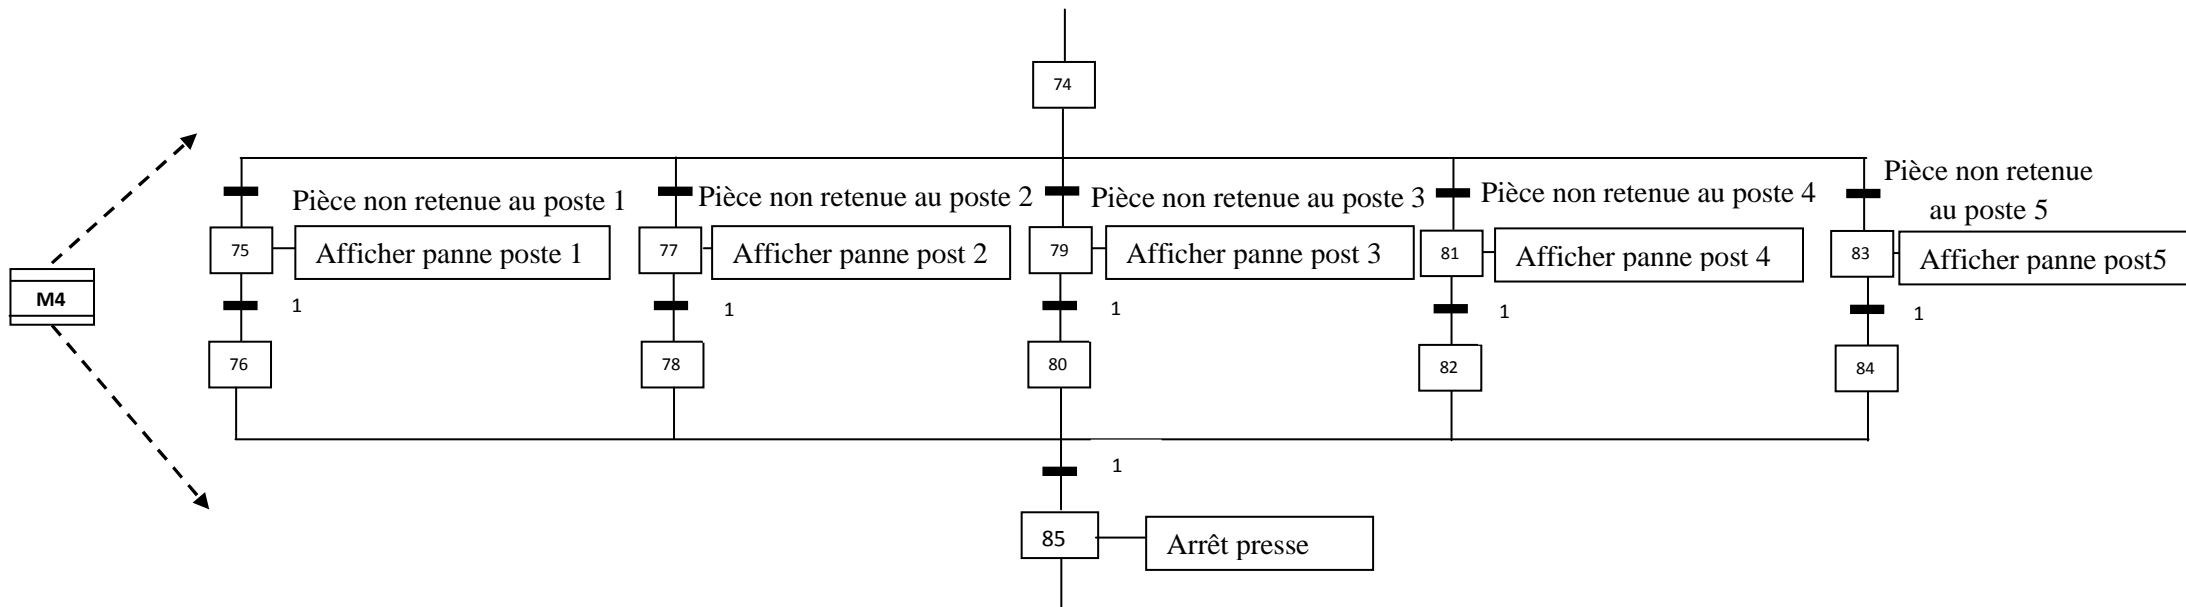 74
Pièce non retenue au poste 1
Pièce non retenue au poste 2
Pièce non retenue au poste 3
Pièce non retenue au poste 4
Pièce non retenue
au poste 5
75
Afficher panne poste 1
77
Afficher panne post 2
79
Afficher panne post 3
81
Afficher panne post 4
83
Afficher panne post5
M4
1
1
1
1
1
76
78
80
82
84
1
85
Arrêt presse